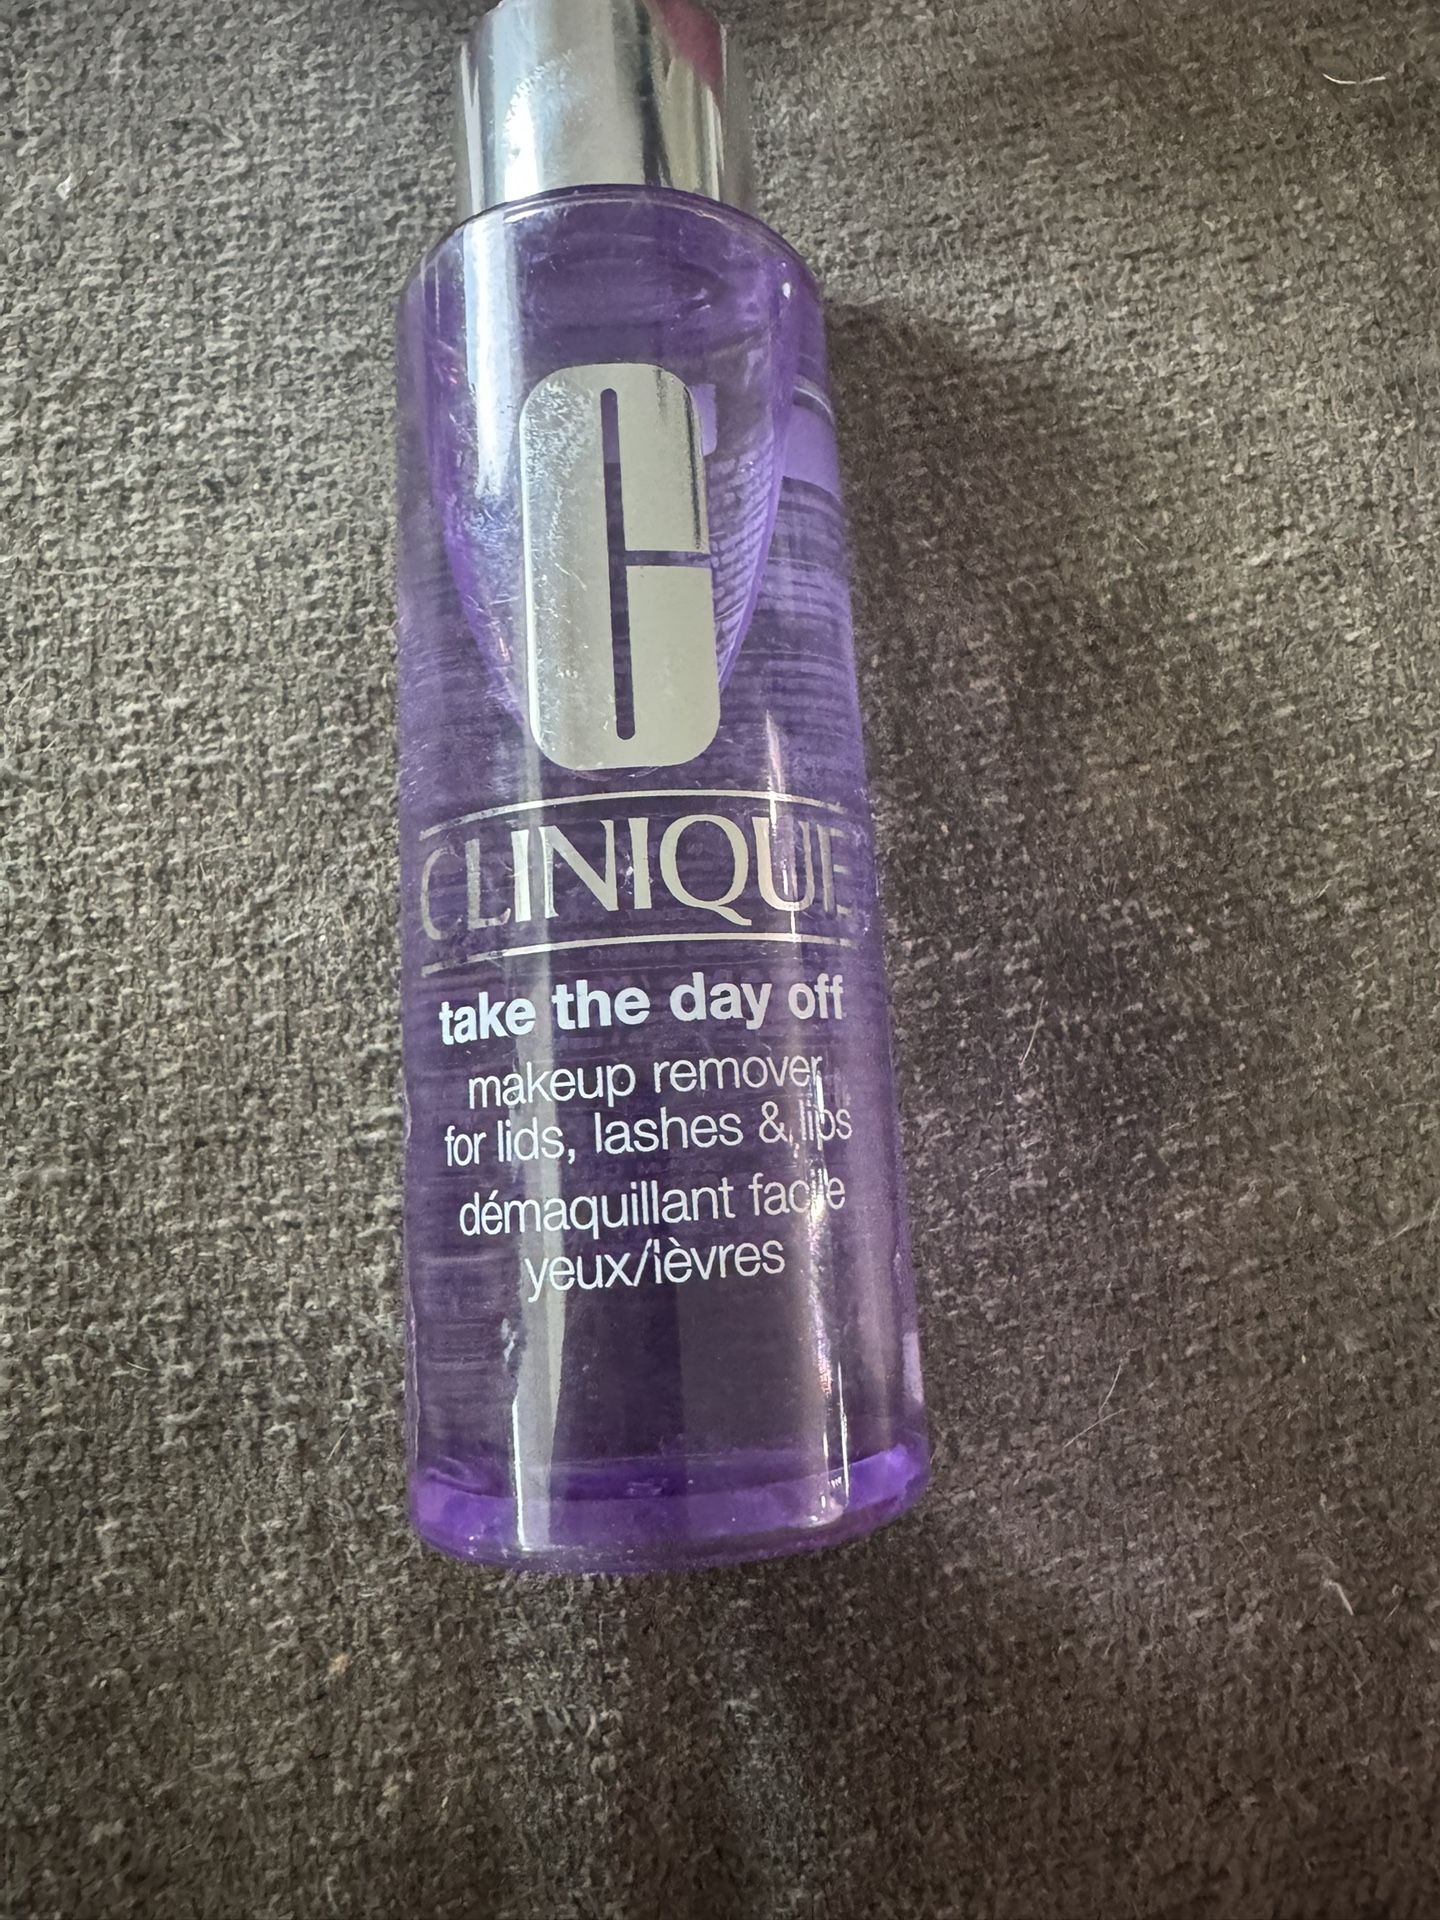 C
CLINIQUE
take the day off
makeup remover
for lids, lashes & lips
démaquillant facile
yeux/lèvres